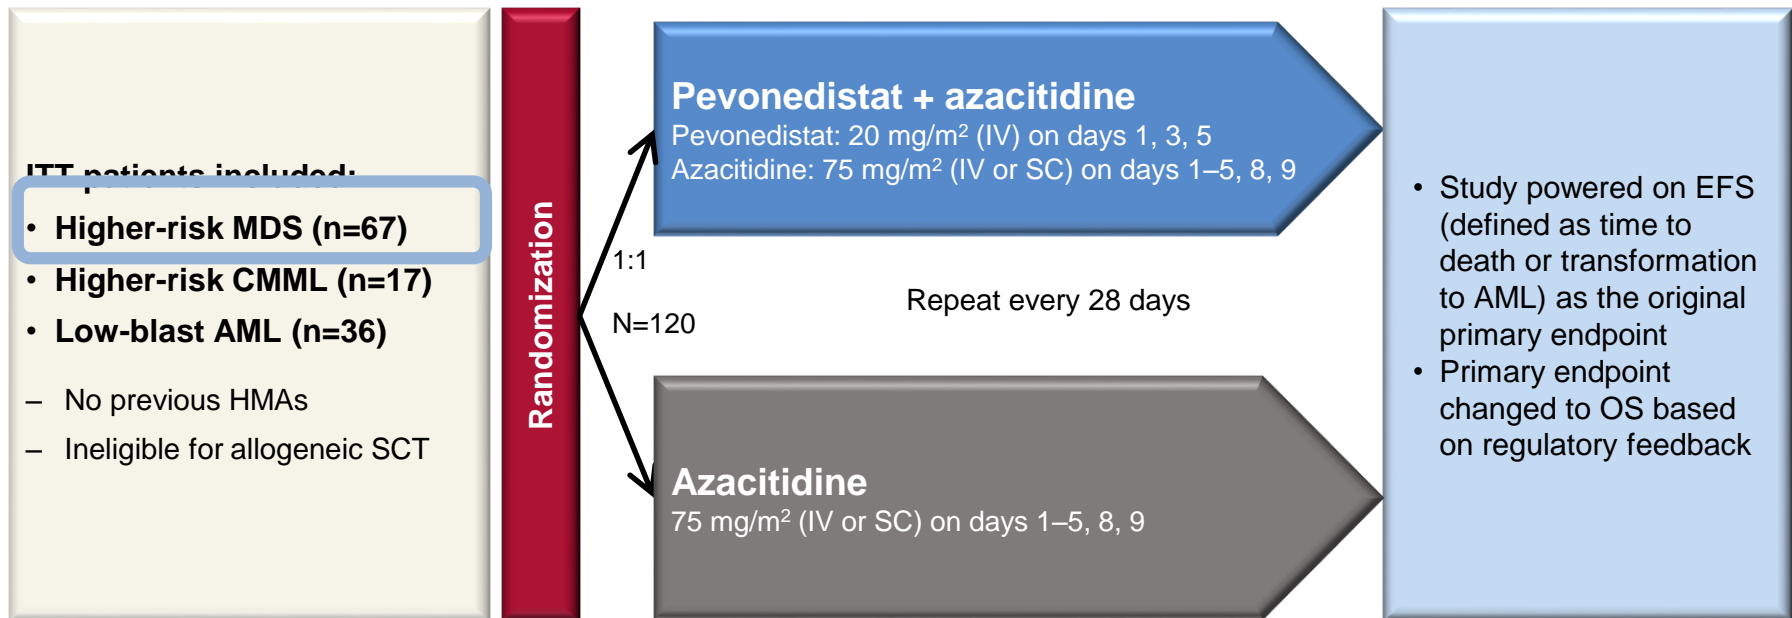 ITT patients included:
• Higher-risk MDS (n=67)
• Higher-risk CMML (n=17)
• Low-blast AML (n=36)
– No previous HMAs
– Ineligible for allogeneic SCT
Randomization
1:1
N=120
Pevonedistat + azacitidine
Pevonedistat: 20 mg/m² (IV) on days 1, 3, 5
Azacitidine: 75 mg/m² (IV or SC) on days 1–5, 8, 9
Repeat every 28 days
Azacitidine
75 mg/m² (IV or SC) on days 1–5, 8, 9
• Study powered on EFS
(defined as time to
death or transformation
to AML) as the original
primary endpoint
• Primary endpoint
changed to OS based
on regulatory feedback